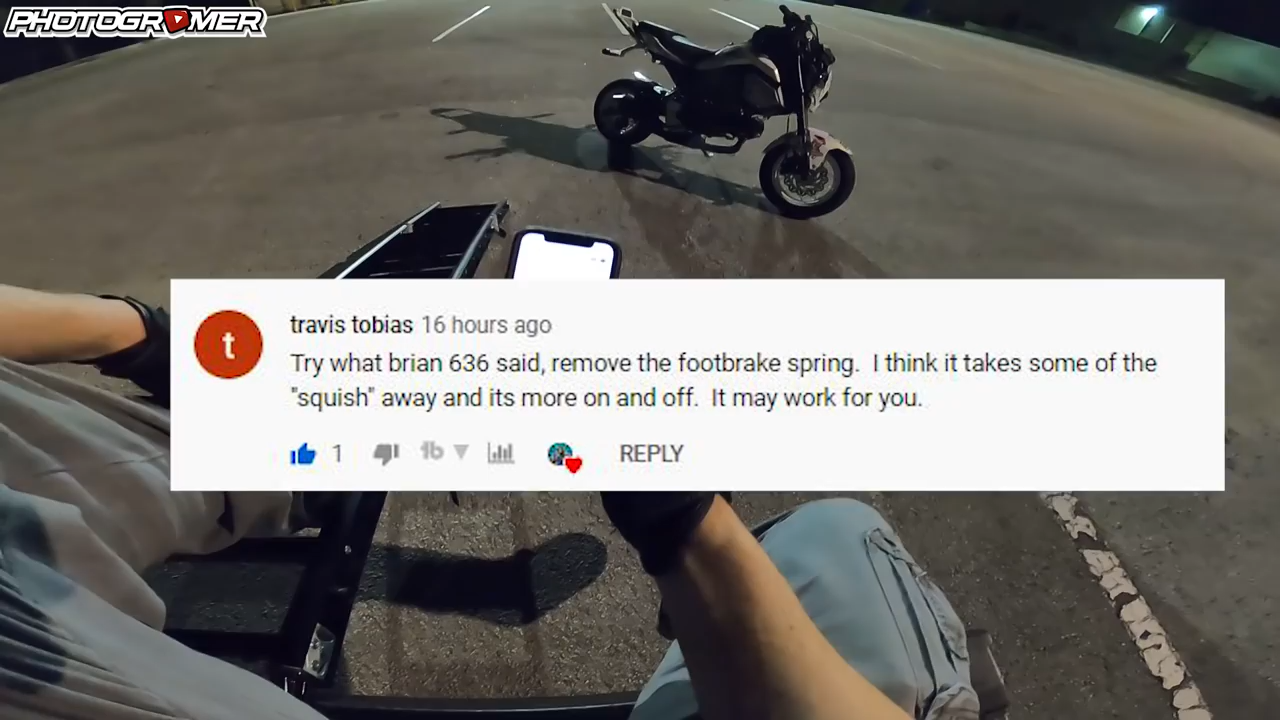 PHOTOGROMER
t
travis tobias 16 hours ago
Try what brian 636 said, remove the footbrake spring.  I think it takes some of the
"squish" away and its more on and off.  It may work for you.
1
REPLY